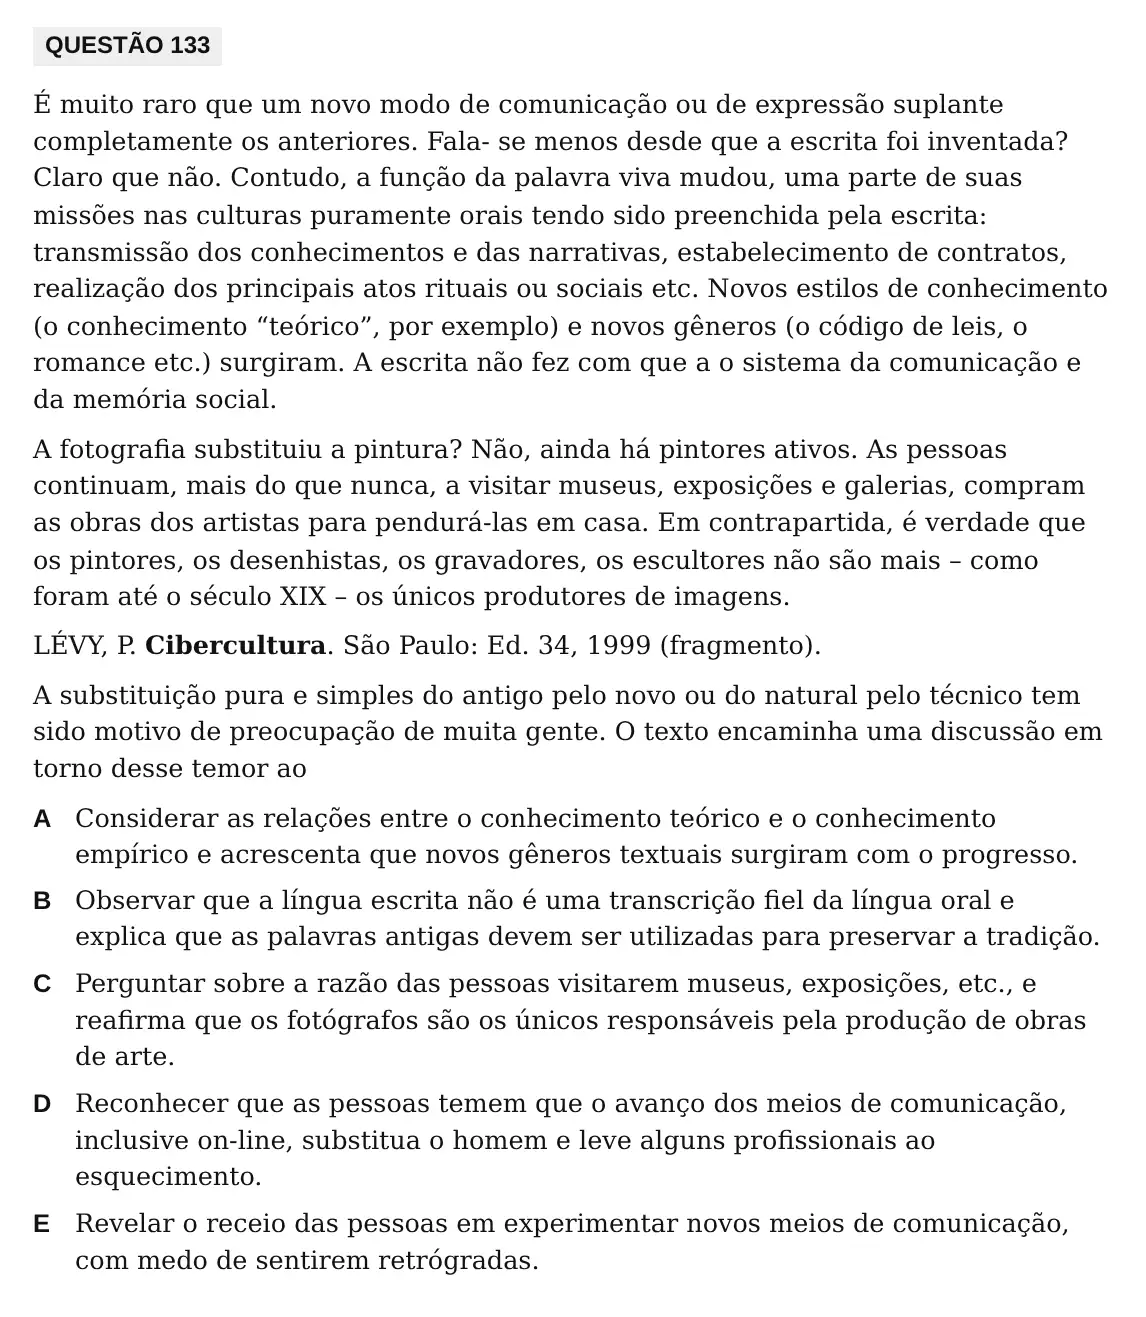 QUESTÃO 133
É muito raro que um novo modo de comunicação ou de expressão suplante
completamente os anteriores. Fala- se menos desde que a escrita foi inventada?
Claro que não. Contudo, a função da palavra viva mudou, uma parte de suas
missões nas culturas puramente orais tendo sido preenchida pela escrita:
transmissão dos conhecimentos e das narrativas, estabelecimento de contratos,
realização dos principais atos rituais ou sociais etc. Novos estilos de conhecimento
(o conhecimento “teórico”, por exemplo) e novos gêneros (o código de leis, o
romance etc.) surgiram. A escrita não fez com que a o sistema da comunicação e
da memória social.
A fotografia substituiu a pintura? Não, ainda há pintores ativos. As pessoas
continuam, mais do que nunca, a visitar museus, exposições e galerias, compram
as obras dos artistas para pendurá-las em casa. Em contrapartida, é verdade que
os pintores, os desenhistas, os gravadores, os escultores não são mais – como
foram até o século XIX – os únicos produtores de imagens.
LÉVY, P. Cibercultura. São Paulo: Ed. 34, 1999 (fragmento).
A substituição pura e simples do antigo pelo novo ou do natural pelo técnico tem
sido motivo de preocupação de muita gente. O texto encaminha uma discussão em
torno desse temor ao
A Considerar as relações entre o conhecimento teórico e o conhecimento
empírico e acrescenta que novos gêneros textuais surgiram com o progresso.
B Observar que a língua escrita não é uma transcrição fiel da língua oral e
explica que as palavras antigas devem ser utilizadas para preservar a tradição.
C Perguntar sobre a razão das pessoas visitarem museus, exposições, etc., e
reafirma que os fotógrafos são os únicos responsáveis pela produção de obras
de arte.
D Reconhecer que as pessoas temem que o avanço dos meios de comunicação,
inclusive on-line, substitua o homem e leve alguns profissionais ao
esquecimento.
E Revelar o receio das pessoas em experimentar novos meios de comunicação,
com medo de sentirem retrógradas.